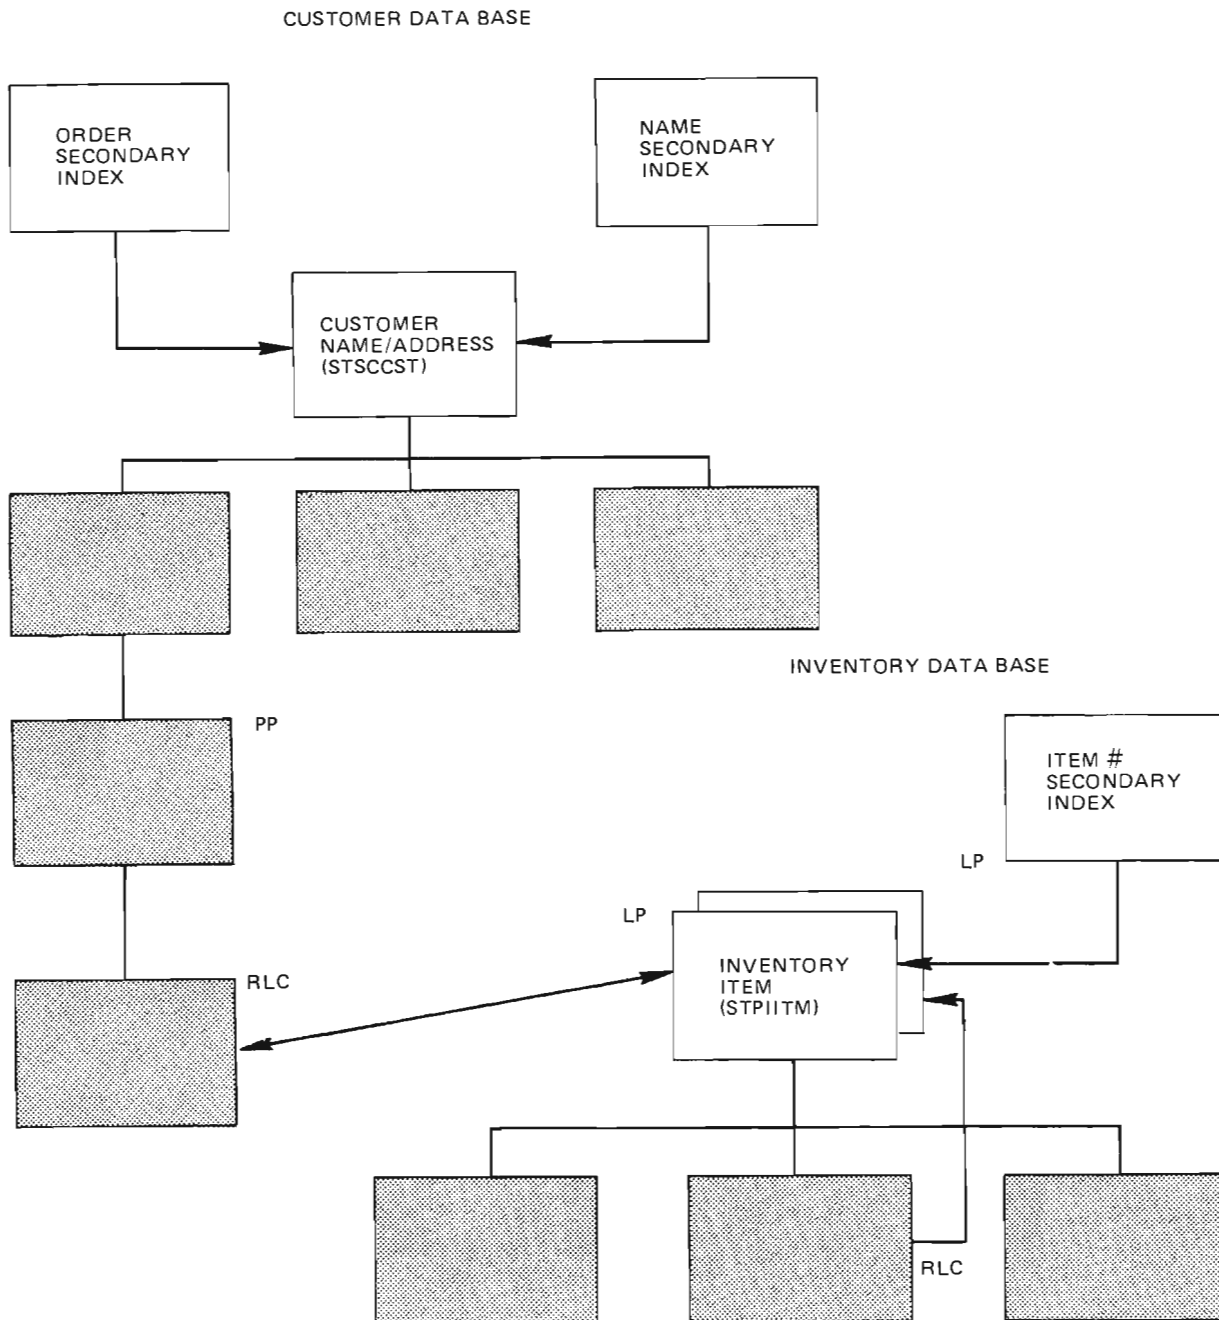 CUSTOMER DATA BASE
ORDER
SECONDARY
INDEX
NAME
SECONDARY
INDEX
CUSTOMER
NAME/ADDRESS
(STSCCST)
INVENTORY DATA BASE
PP
ITEM #
SECONDARY
INDEX
LP
LP
INVENTORY
ITEM
(STPIITM)
RLC
RLC